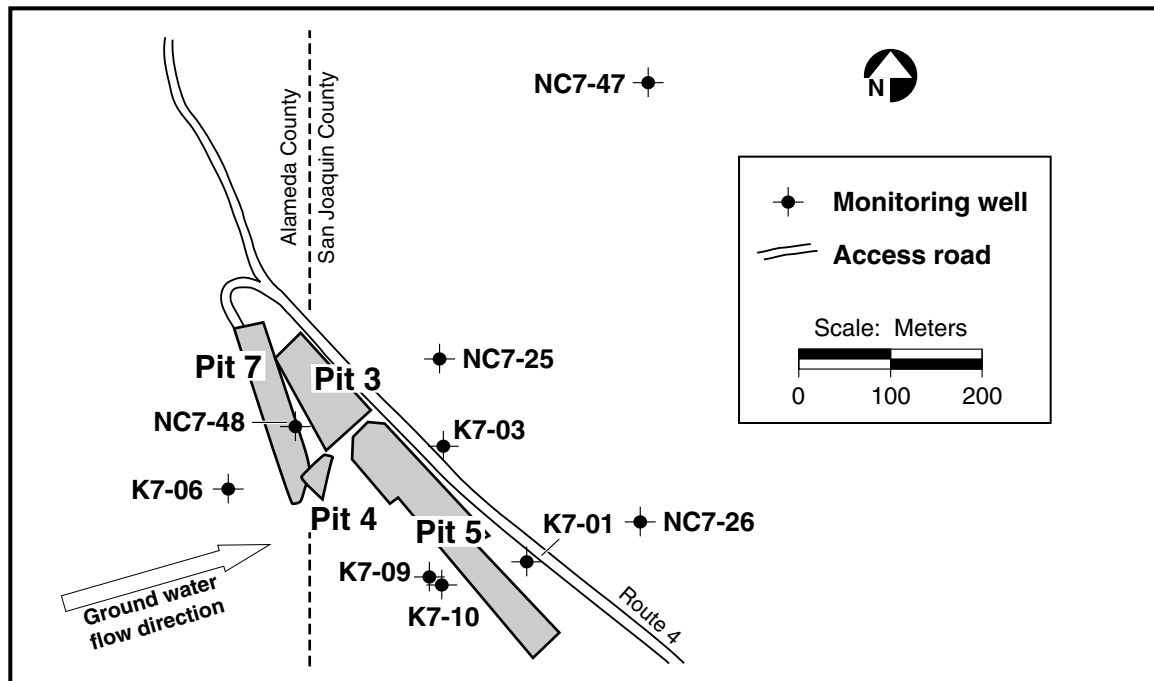 NC7-47
N
Alameda County
San Joaquin County
Monitoring well
Access road
Scale: Meters
0 100 200
Pit 7
Pit 3
NC7-25
NC7-48
K7-03
K7-06
Pit 4
Pit 5
K7-01
NC7-26
K7-09
K7-10
Ground water
flow direction
Route 4